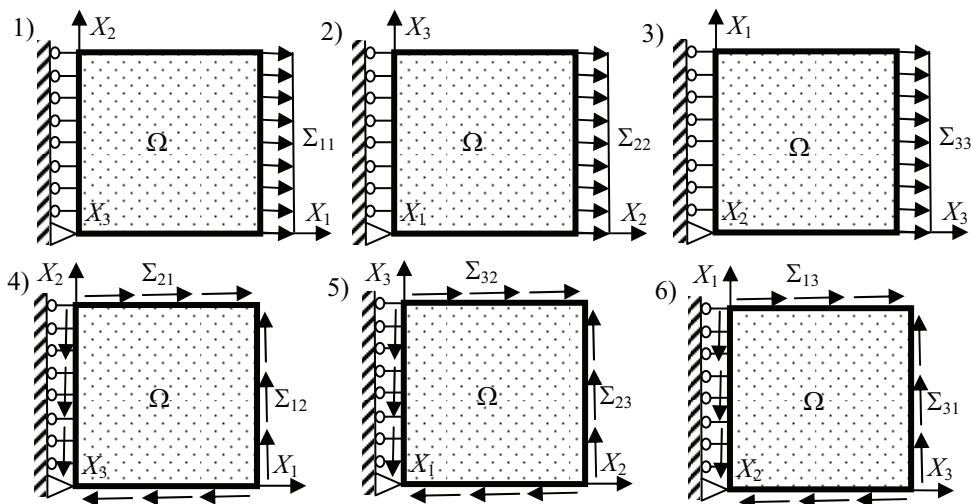 1) X₂ Ω Σ₁₁ X₃ X₁
2) X₃ Ω Σ₂₂ X₁ X₂
3) X₁ Ω Σ₃₃ X₂ X₃
4) X₂ Σ₂₁ Ω Σ₁₂ X₃ X₁
5) X₃ Σ₃₂ Ω Σ₂₃ X₁ X₂
6) X₁ Σ₁₃ Ω Σ₃₁ X₂ X₃